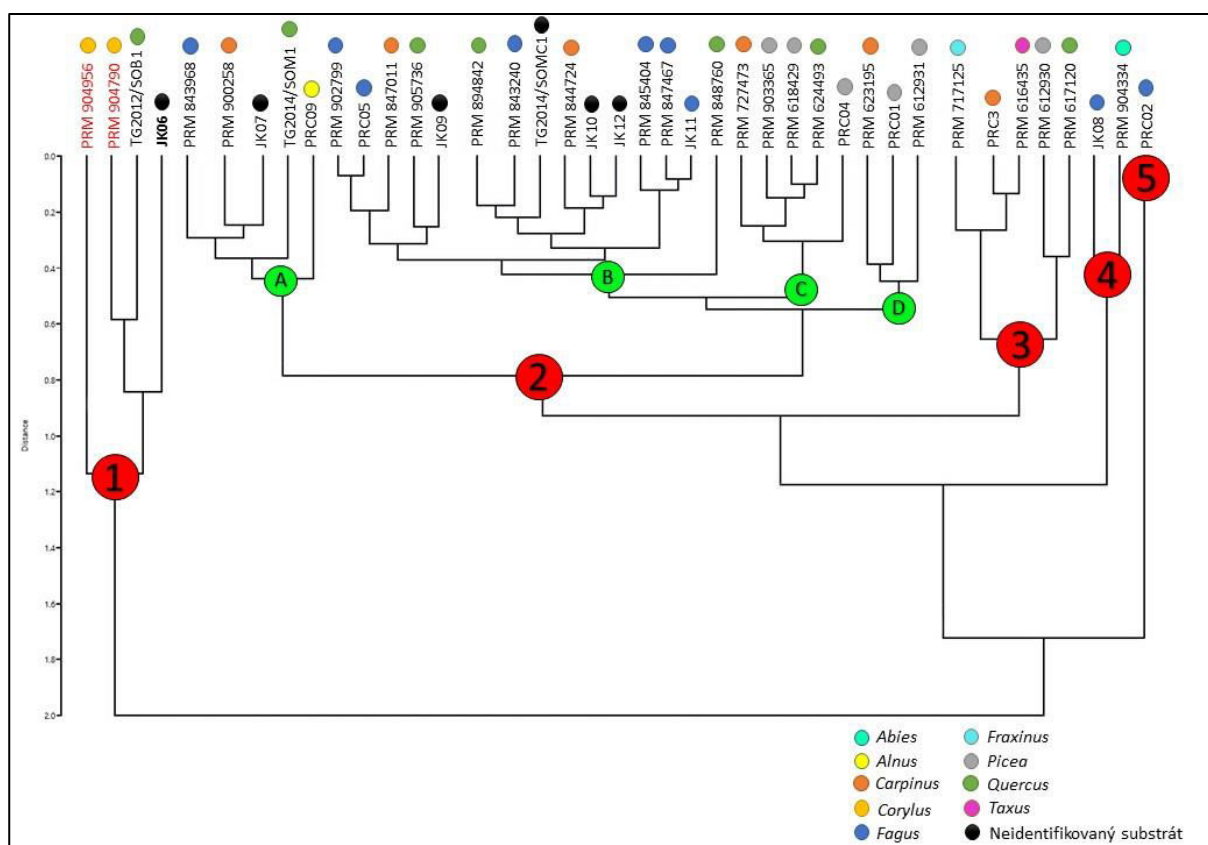 PRM 904956
PRM 904790
TG2012/SOB1
JK06
PRM 843968
PRM 900258
JK07
TG2014/SOM1
PRC09
PRM 902799
PRC05
PRM 847011
PRM 905736
JK09
PRM 894842
PRM 843240
TG2014/SOMC1
PRM 844724
JK10
JK12
PRM 845404
PRM 847467
JK11
PRM 848760
PRM 727473
PRM 903365
PRM 618429
PRM 624493
PRC04
PRM 623195
PRC01
PRM 612931
PRM 717125
PRC3
PRM 616435
PRM 612930
PRM 617120
JK08
PRM 904334
PRC02
0.0
0.2
0.4
0.6
0.8
1.0
1.2
1.4
1.6
1.8
2.0
Distance
A
B
C
D
1
2
3
4
5
Abies
Alnus
Carpinus
Corylus
Fagus
Fraxinus
Picea
Quercus
Taxus
Neidentifikovaný substrát